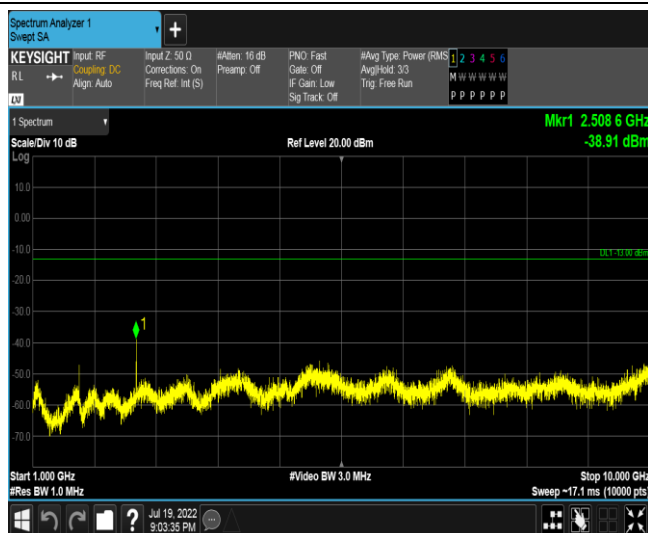 Spectrum Analyzer 1
Swept SA
KEYSIGHT
RL
LXI
Input: RF
Coupling: DC
Align: Auto
Input Z: 50 Ω
Corrections: On
Freq Ref: Int (S)
#Atten: 16 dB
Preamp: Off
PNO: Fast
Gate: Off
IF Gain: Low
Sig Track: Off
#Avg Type: Power (RMS
Avg|Hold: 3/3
Trig: Free Run
1 2 3 4 5 6
M W W W W W
P P P P P P
1 Spectrum
Scale/Div 10 dB
Ref Level 20.00 dBm
Mkr1 2.508 6 GHz
-38.91 dBm
Log
10.0
0.00
-10.0
DL1 -13.00 dBm
-20.0
-30.0
1
-40.0
-50.0
-60.0
-70.0
Start 1.000 GHz
#Video BW 3.0 MHz
Stop 10.000 GHz
#Res BW 1.0 MHz
Sweep ~17.1 ms (10000 pts)
Jul 19, 2022
9:03:35 PM